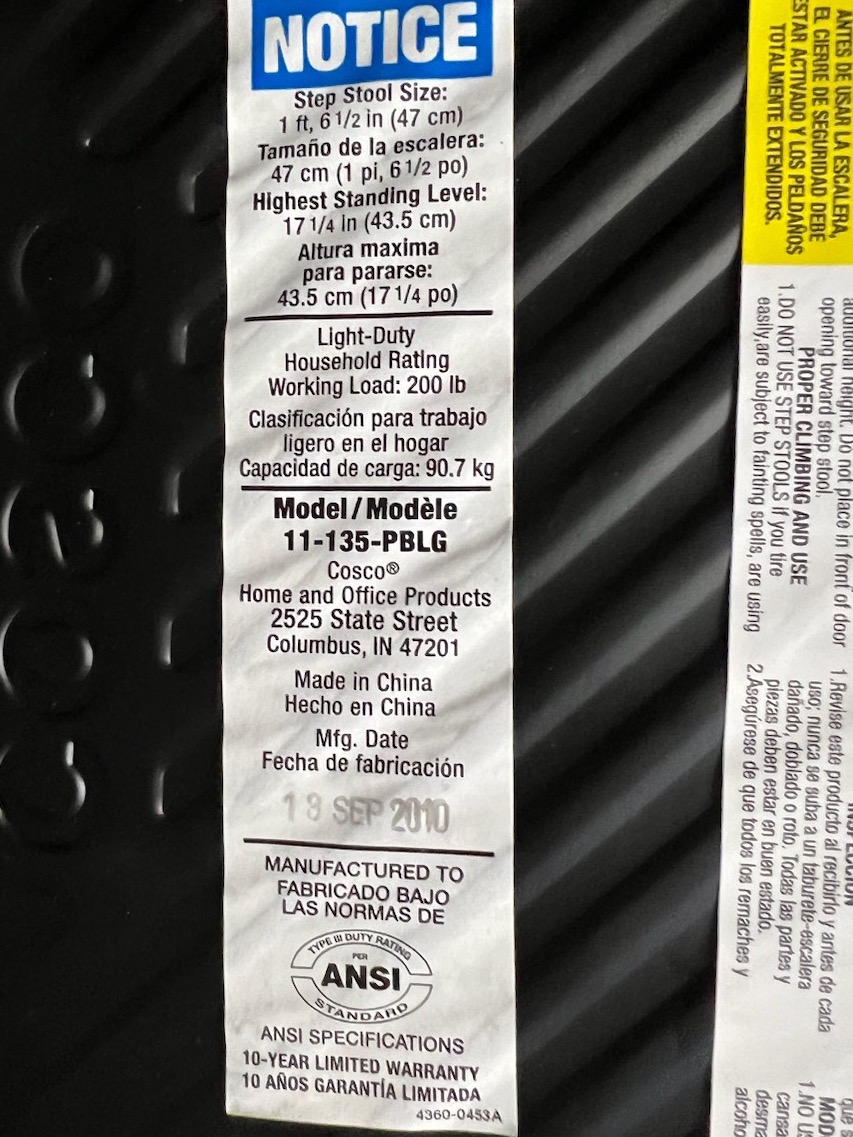 NOTICE
Step Stool Size:
1 ft, 6 1/2 in (47 cm)
Tamaño de la escalera:
47 cm (1 pi, 6 1/2 po)
Highest Standing Level:
17 1/4 in (43.5 cm)
Altura maxima
para pararse:
43.5 cm (17 1/4 po)
Light-Duty
Household Rating
Working Load: 200 lb
Clasificación para trabajo
ligero en el hogar
Capacidad de carga: 90.7 kg
Model/Modèle
11-135-PBLG
Cosco®
Home and Office Products
2525 State Street
Columbus, IN 47201
Made in China
Hecho en China
Mfg. Date
Fecha de fabricación
SEP 2010
MANUFACTURED TO
FABRICADO BAJO
LAS NORMAS DE
TYPE III DUTY RATING
PER
ANSI
STANDARD
ANSI SPECIFICATIONS
10-YEAR LIMITED WARRANTY
10 AÑOS GARANTÍA LIMITADA
4360-0453A
cosco
ANTES DE USAR LA ESCALERA,
EL CIERRE DE SEGURIDAD DEBE
ESTAR ACTIVADO Y LOS PELDAÑOS
TOTALMENTE EXTENDIDOS.
additional height. Do not place in front of door
opening toward step stool.
PROPER CLIMBING AND USE
1.DO NOT USE STEP STOOLS if you tire
easily,are subject to fainting spells, are using
1.Revise este producto al recibirlo y antes de cada
uso; nunca se suba a un taburete-escalera
dañado, doblado o roto. Todas las partes y
piezas deben estar en buen estado.
2.Asegúrese de que todos los remaches y
que
MOD
1.NO U
cansa
desma
alcoho